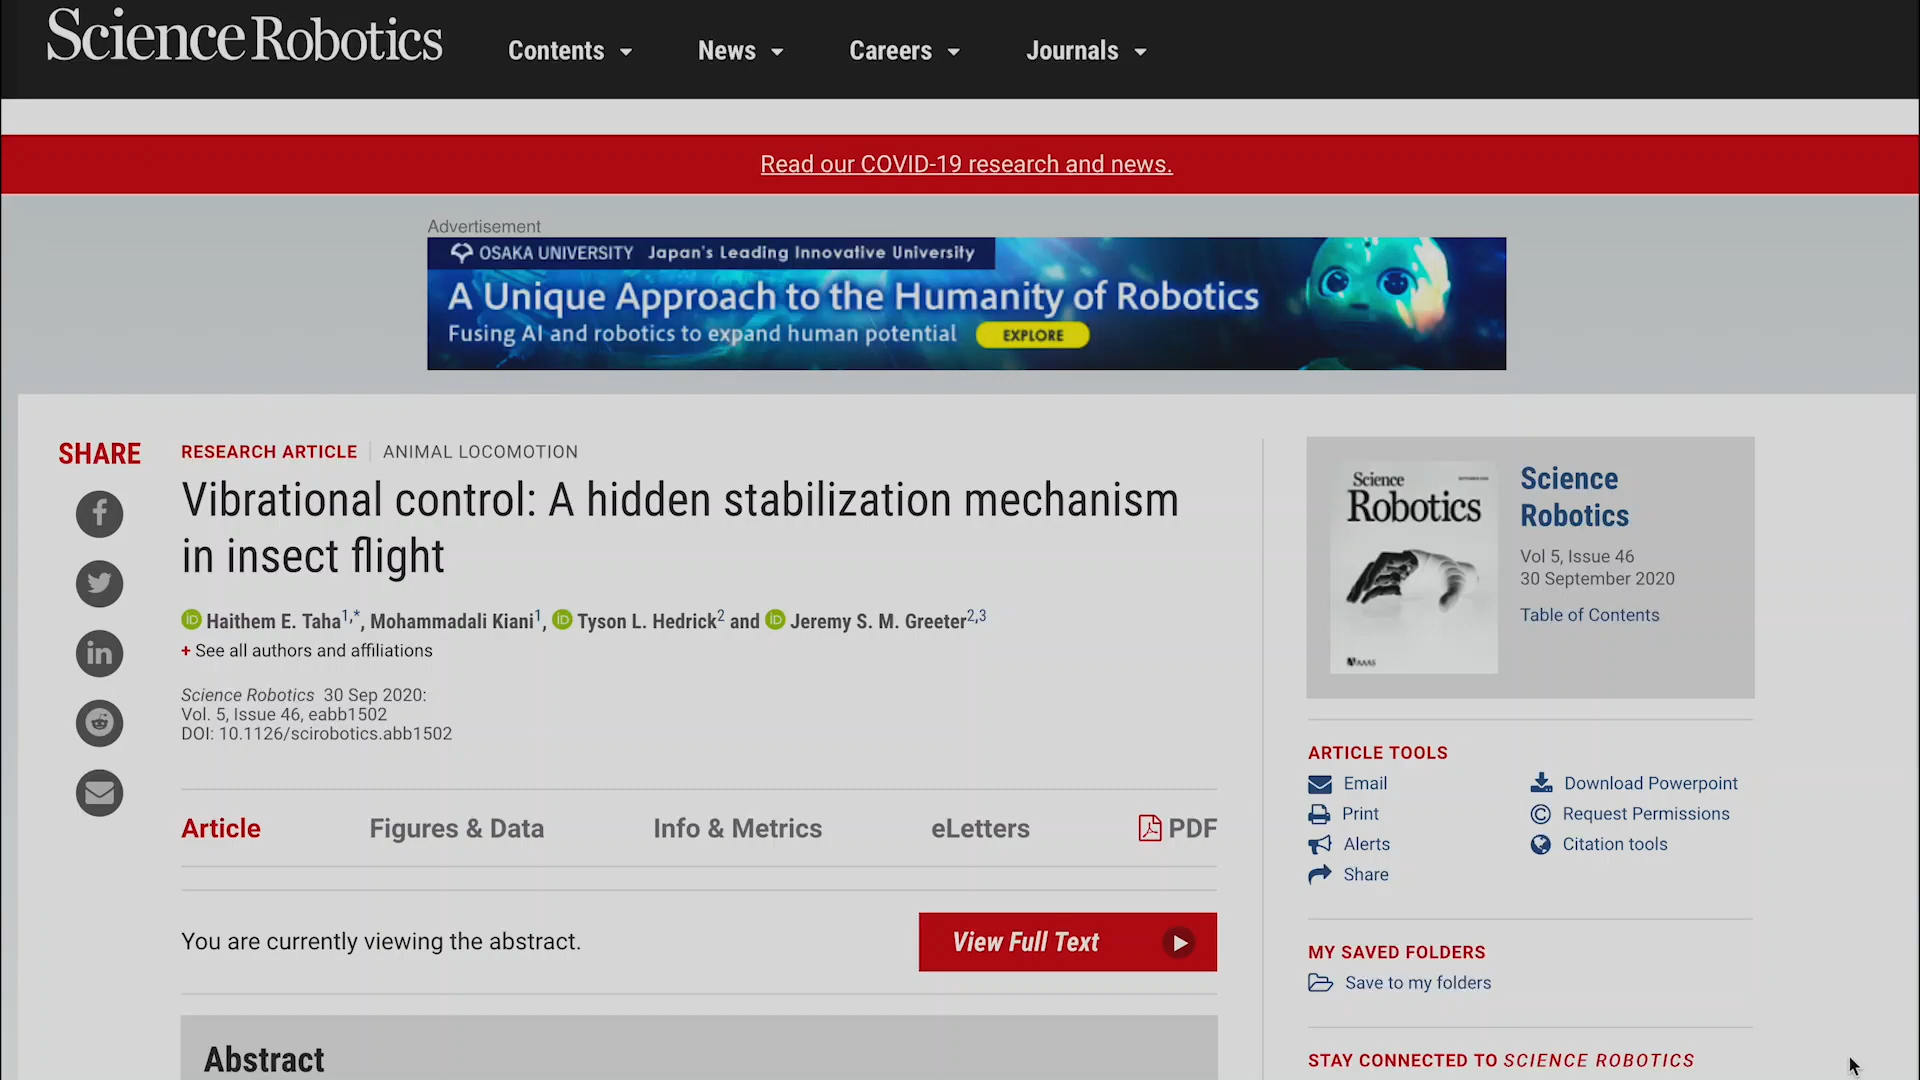 Science Robotics
Contents
News
Careers
Journals
Read our COVID-19 research and news.
Advertisement
OSAKA UNIVERSITY Japan's Leading Innovative University
A Unique Approach to the Humanity of Robotics
Fusing AI and robotics to expand human potential
EXPLORE
SHARE
RESEARCH ARTICLE
ANIMAL LOCOMOTION
Vibrational control: A hidden stabilization mechanism
in insect flight
iD Haithem E. Taha1,*, Mohammadali Kiani1, iD Tyson L. Hedrick2 and iD Jeremy S. M. Greeter2,3
+ See all authors and affiliations
Science Robotics 30 Sep 2020:
Vol. 5, Issue 46, eabb1502
DOI: 10.1126/scirobotics.abb1502
Article
Figures & Data
Info & Metrics
eLetters
PDF
You are currently viewing the abstract.
View Full Text
Abstract
Science
Robotics
AAAS
Science
Robotics
Vol 5, Issue 46
30 September 2020
Table of Contents
ARTICLE TOOLS
Email
Print
Alerts
Share
Download Powerpoint
Request Permissions
Citation tools
MY SAVED FOLDERS
Save to my folders
STAY CONNECTED TO SCIENCE ROBOTICS